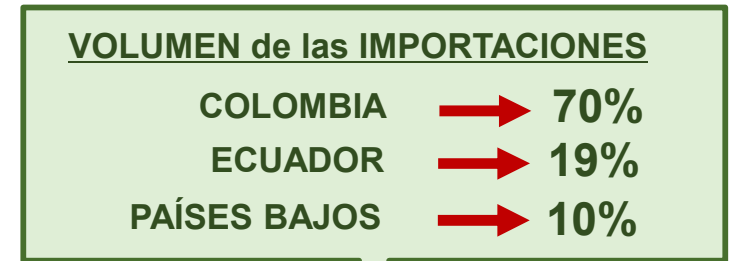 VOLUMEN de las IMPORTACIONES
COLOMBIA 70%
ECUADOR 19%
PAÍSES BAJOS 10%